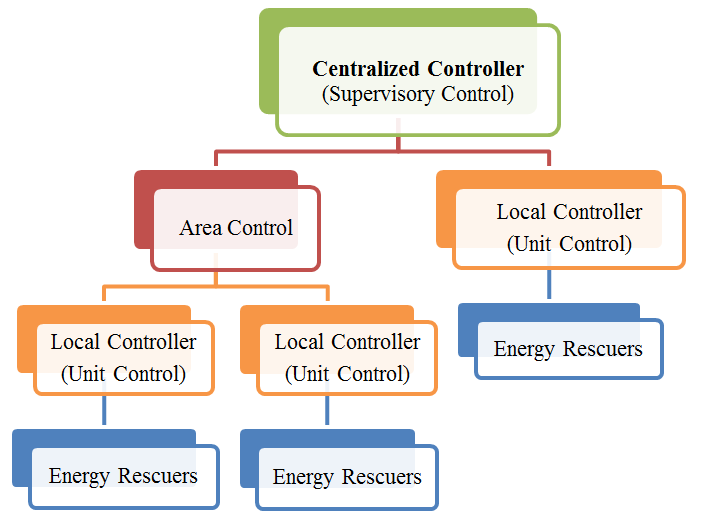 Centralized Controller
(Supervisory Control)
Area Control
Local Controller
(Unit Control)
Local Controller
(Unit Control)
Local Controller
(Unit Control)
Energy Rescuers
Energy Rescuers
Energy Rescuers